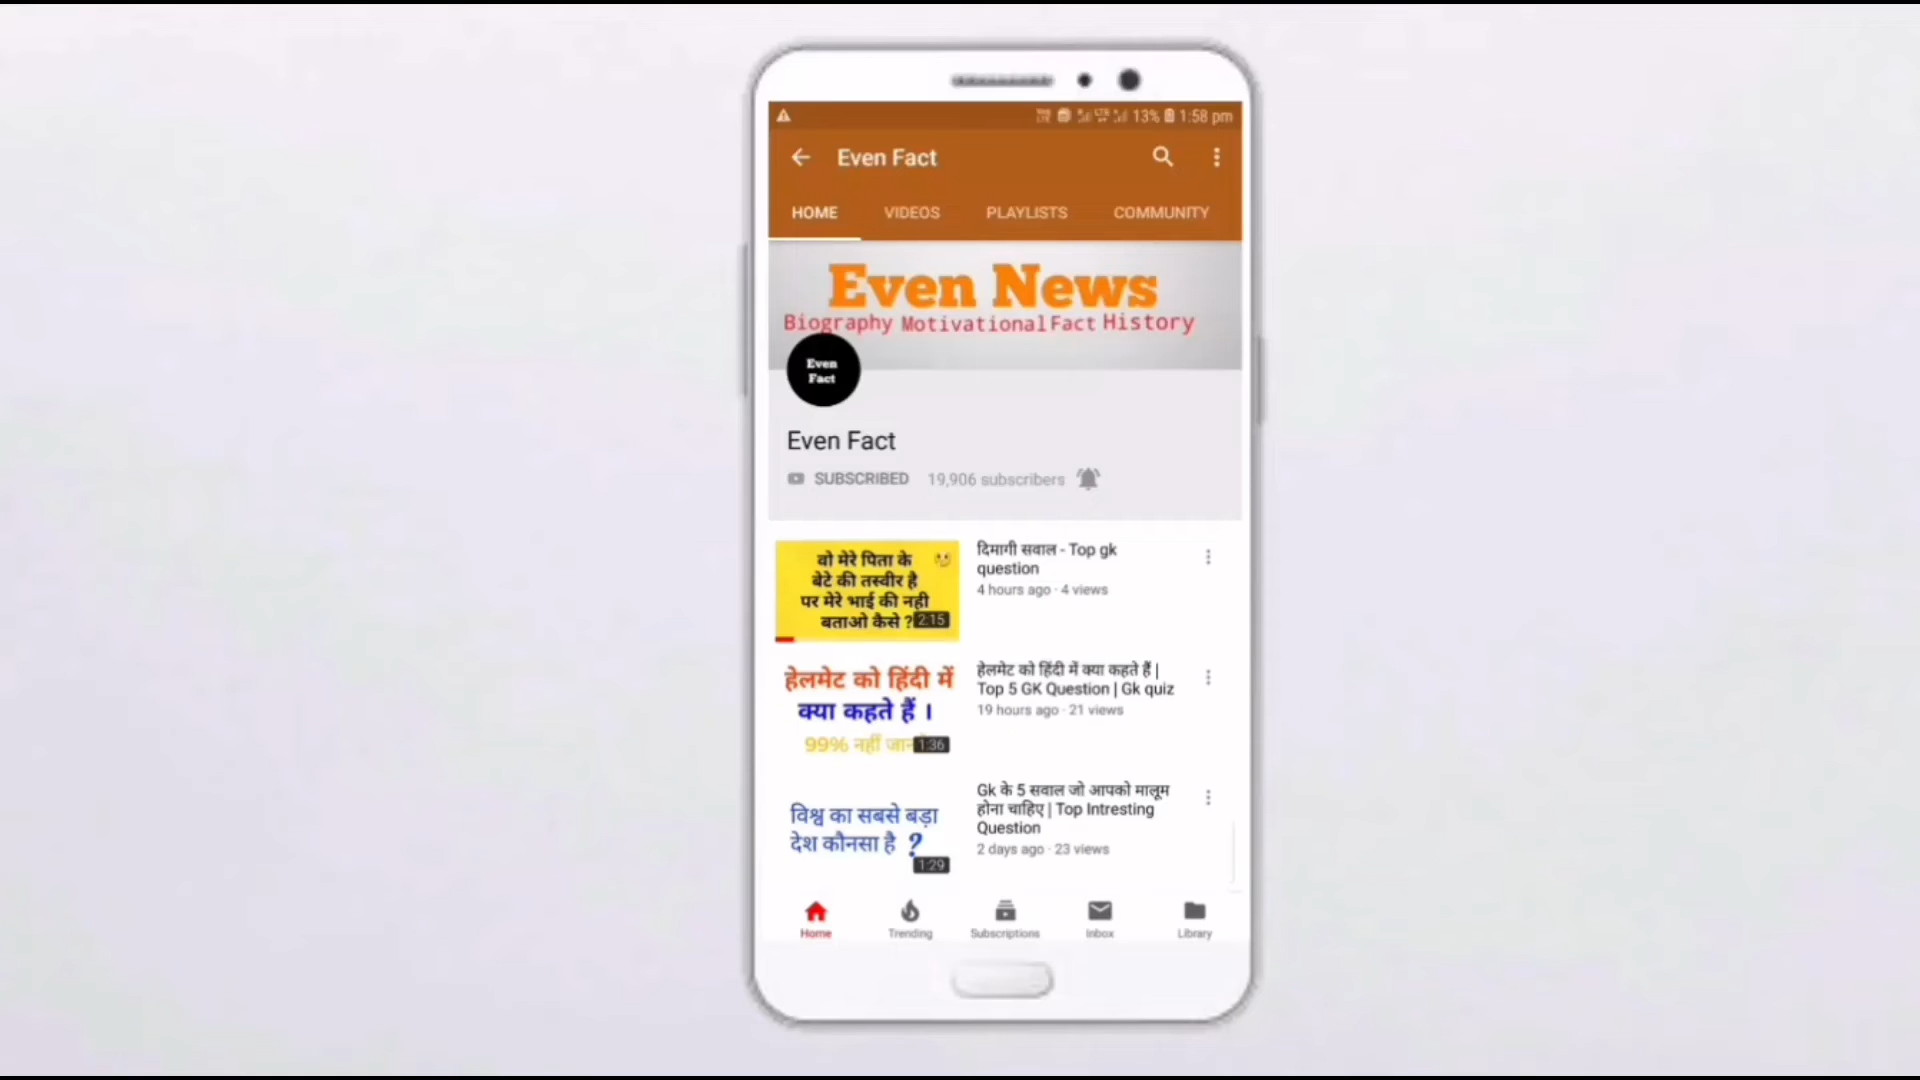 13% 1:58 pm
Even Fact
HOME VIDEOS PLAYLISTS COMMUNITY
Even News
Biography Motivational Fact History
Even
Fact
Even Fact
SUBSCRIBED 19,906 subscribers
वो मेरे पिता के
बेटे की तस्वीर है
पर मेरे भाई की नही
बताओ कैसे ?
2:15
दिमागी सवाल - Top gk
question
4 hours ago · 4 views
हेलमेट को हिंदी में
क्या कहते हैं ।
99% नहीं
1:36
हेलमेट को हिंदी में क्या कहते हैं |
Top 5 GK Question | Gk quiz
19 hours ago · 21 views
विश्व का सबसे बड़ा
देश कौनसा है ?
1:29
Gk के 5 सवाल जो आपको मालूम
होना चाहिए | Top Intresting
Question
2 days ago · 23 views
Home Trending Subscriptions Inbox Library